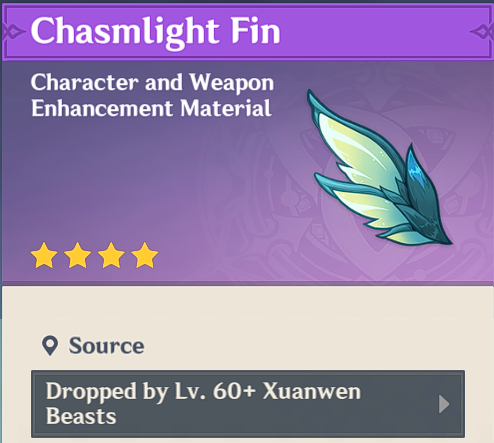 Chasmlight Fin
Character and Weapon
Enhancement Material
Source
Dropped by Lv. 60+ Xuanwen
Beasts